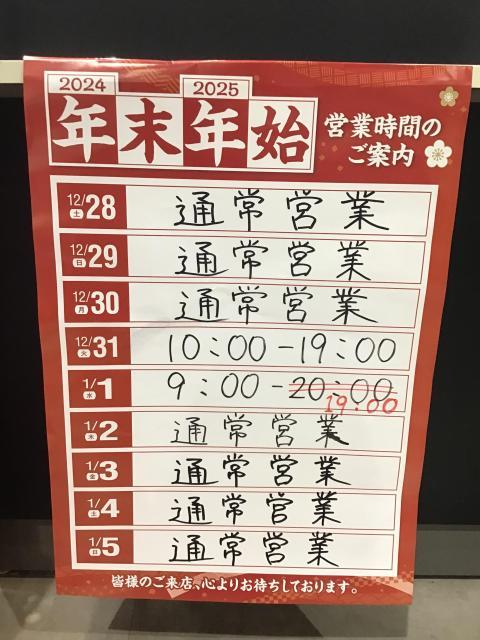 2024 2025
年末年始 営業時間の
ご案内
12/28 土 通常営業
12/29 日 通常営業
12/30 月 通常営業
12/31 火 10:00-19:00
1/1 水 9:00-20:00
19:00
1/2 木 通常営業
1/3 金 通常営業
1/4 土 通常営業
1/5 日 通常営業
皆様のご来店、心よりお待ちしております。